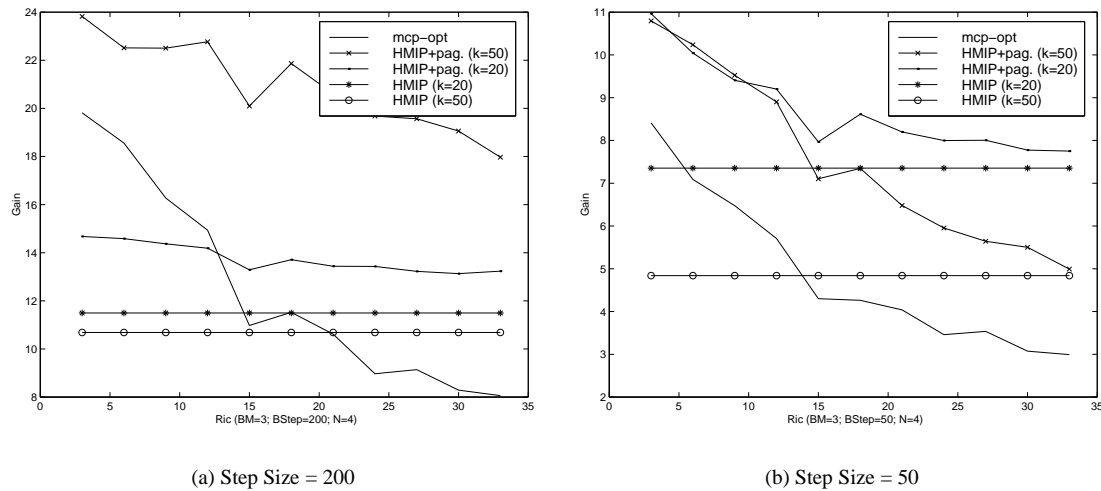 24
22
20
18
16
14
12
10
8
Gain
0
5
10
15
20
25
30
35
Ric (BM=3; BStep=200; N=4)
mcp-opt
HMIP+pag. (k=50)
HMIP+pag. (k=20)
HMIP (k=20)
HMIP (k=50)
(a) Step Size = 200
11
10
9
8
7
6
5
4
3
2
Gain
0
5
10
15
20
25
30
35
Ric (BM=3; BStep=50; N=4)
mcp-opt
HMIP+pag. (k=50)
HMIP+pag. (k=20)
HMIP (k=20)
HMIP (k=50)
(b) Step Size = 50